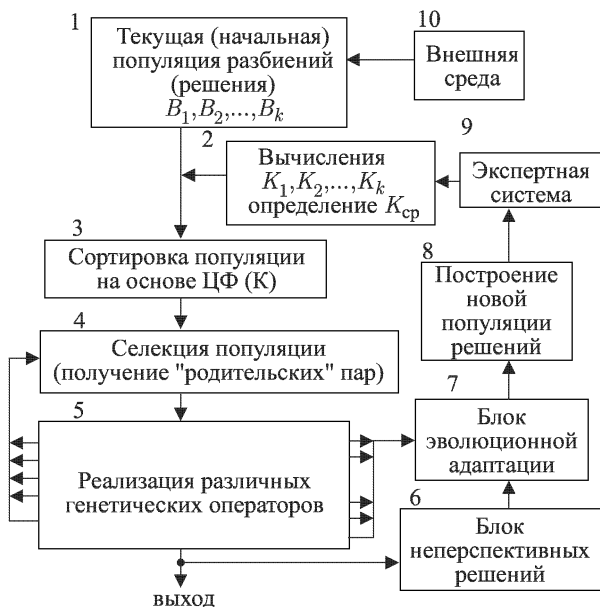 1
Текущая (начальная)
популяция разбиений
(решения)
B₁,B₂,...,Bₖ
10
Внешняя
среда
2
Вычисления
K₁,K₂,...,Kₖ
определение K_ср
9
Экспертная
система
3
Сортировка популяции
на основе ЦФ (К)
8
Построение
новой
популяции
решений
4
Селекция популяции
(получение "родительских" пар)
7
Блок
эволюционной
адаптации
5
Реализация различных
генетических операторов
6
Блок
неперспективных
решений
выход